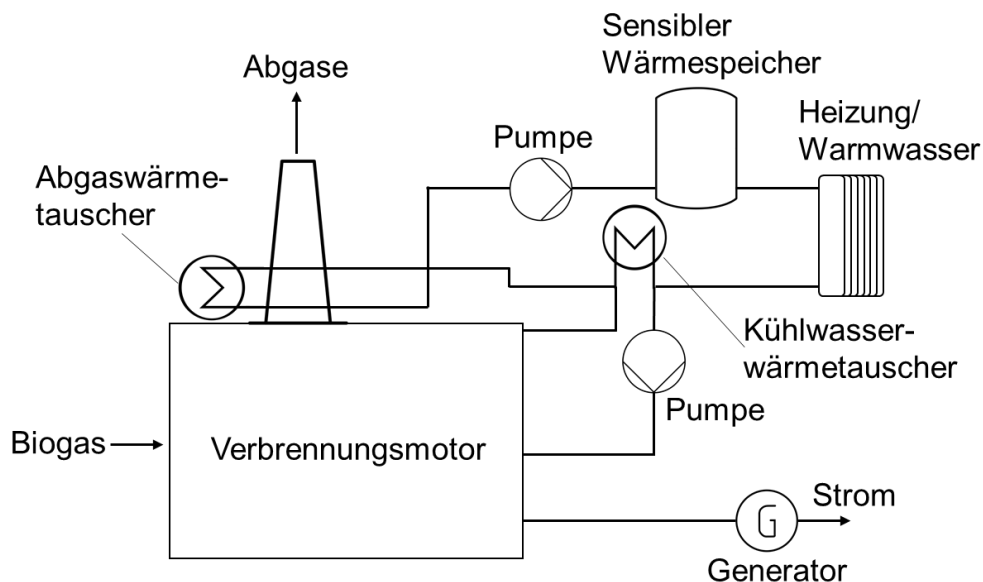 Sensibler
Wärmespeicher
Abgase
Heizung/
Warmwasser
Pumpe
Abgaswärme-
tauscher
Kühlwasser-
wärmetauscher
Pumpe
Biogas
Verbrennungsmotor
Strom
G
Generator